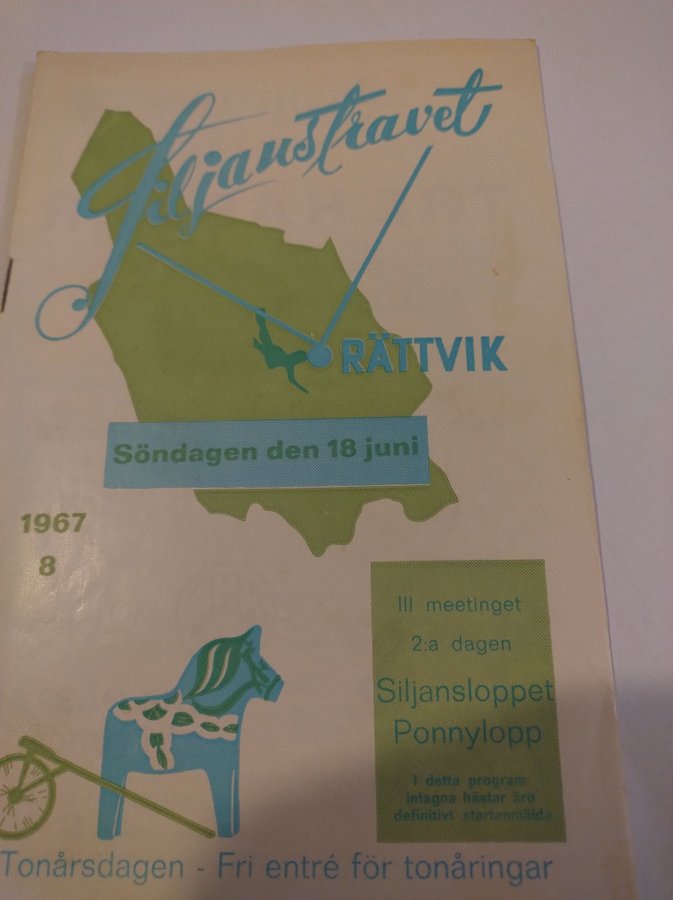 Siljanstravet
RÄTTVIK
Söndagen den 18 juni
1967
8
III meetinget
2:a dagen
Siljansloppet
Ponnylopp
I detta program
intagna hästar äro
definitivt startanmälda
Tonårsdagen - Fri entré för tonåringar